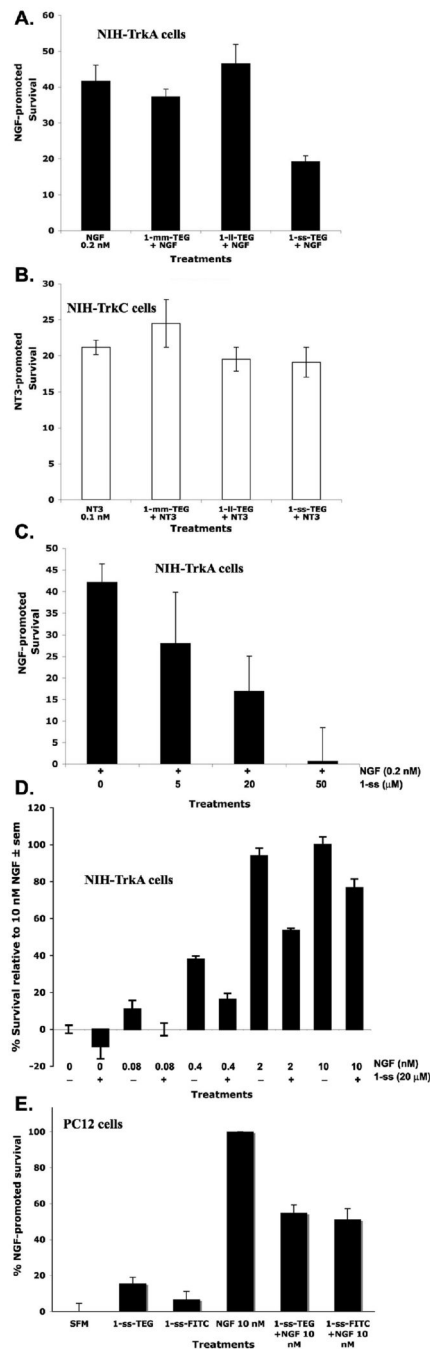 A.
NIH-TrkA cells
NGF-promoted
Survival
60
50
40
30
20
10
0
NGF
0.2 nM
1-mm-TEG
+ NGF
1-ll-TEG
+ NGF
1-ss-TEG
+ NGF
Treatments
B.
NIH-TrkC cells
NT3-promoted
Survival
30
25
20
15
10
5
0
NT3
0.1 nM
1-mm-TEG
+ NT3
1-ll-TEG
+ NT3
1-ss-TEG
+ NT3
Treatments
C.
NIH-TrkA cells
NGF-promoted
Survival
50
45
40
35
30
25
20
15
10
5
0
+ + + + NGF (0.2 nM)
0 5 20 50 1-ss (μM)
Treatments
D.
NIH-TrkA cells
% Survival relative to 10 nM NGF ± sem
120
100
80
60
40
20
0
-20
0 0 0.08 0.08 0.4 0.4 2 2 10 10 NGF (nM)
– + – + – + – + – + 1-ss (20 μM)
Treatments
E.
PC12 cells
% NGF-promoted survival
100
80
60
40
20
0
SFM
1-ss-TEG
1-ss-FITC
NGF 10 nM
1-ss-TEG
+NGF 10
nM
1-ss-FITC
+ NGF 10
nM
Treatments